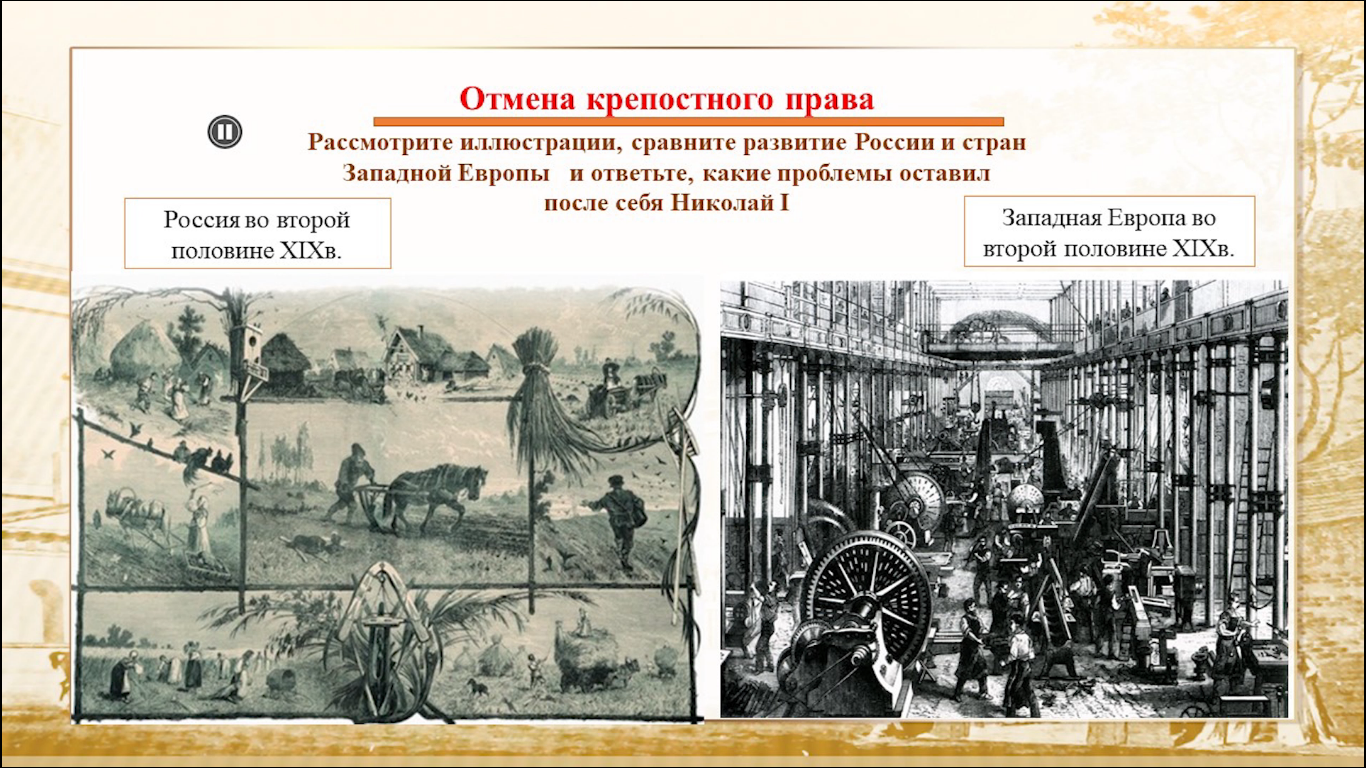 Отмена крепостного права
Рассмотрите иллюстрации, сравните развитие России и стран
Западной Европы и ответьте, какие проблемы оставил
после себя Николай I
Россия во второй
половине XIXв.
Западная Европа во
второй половине XIXв.